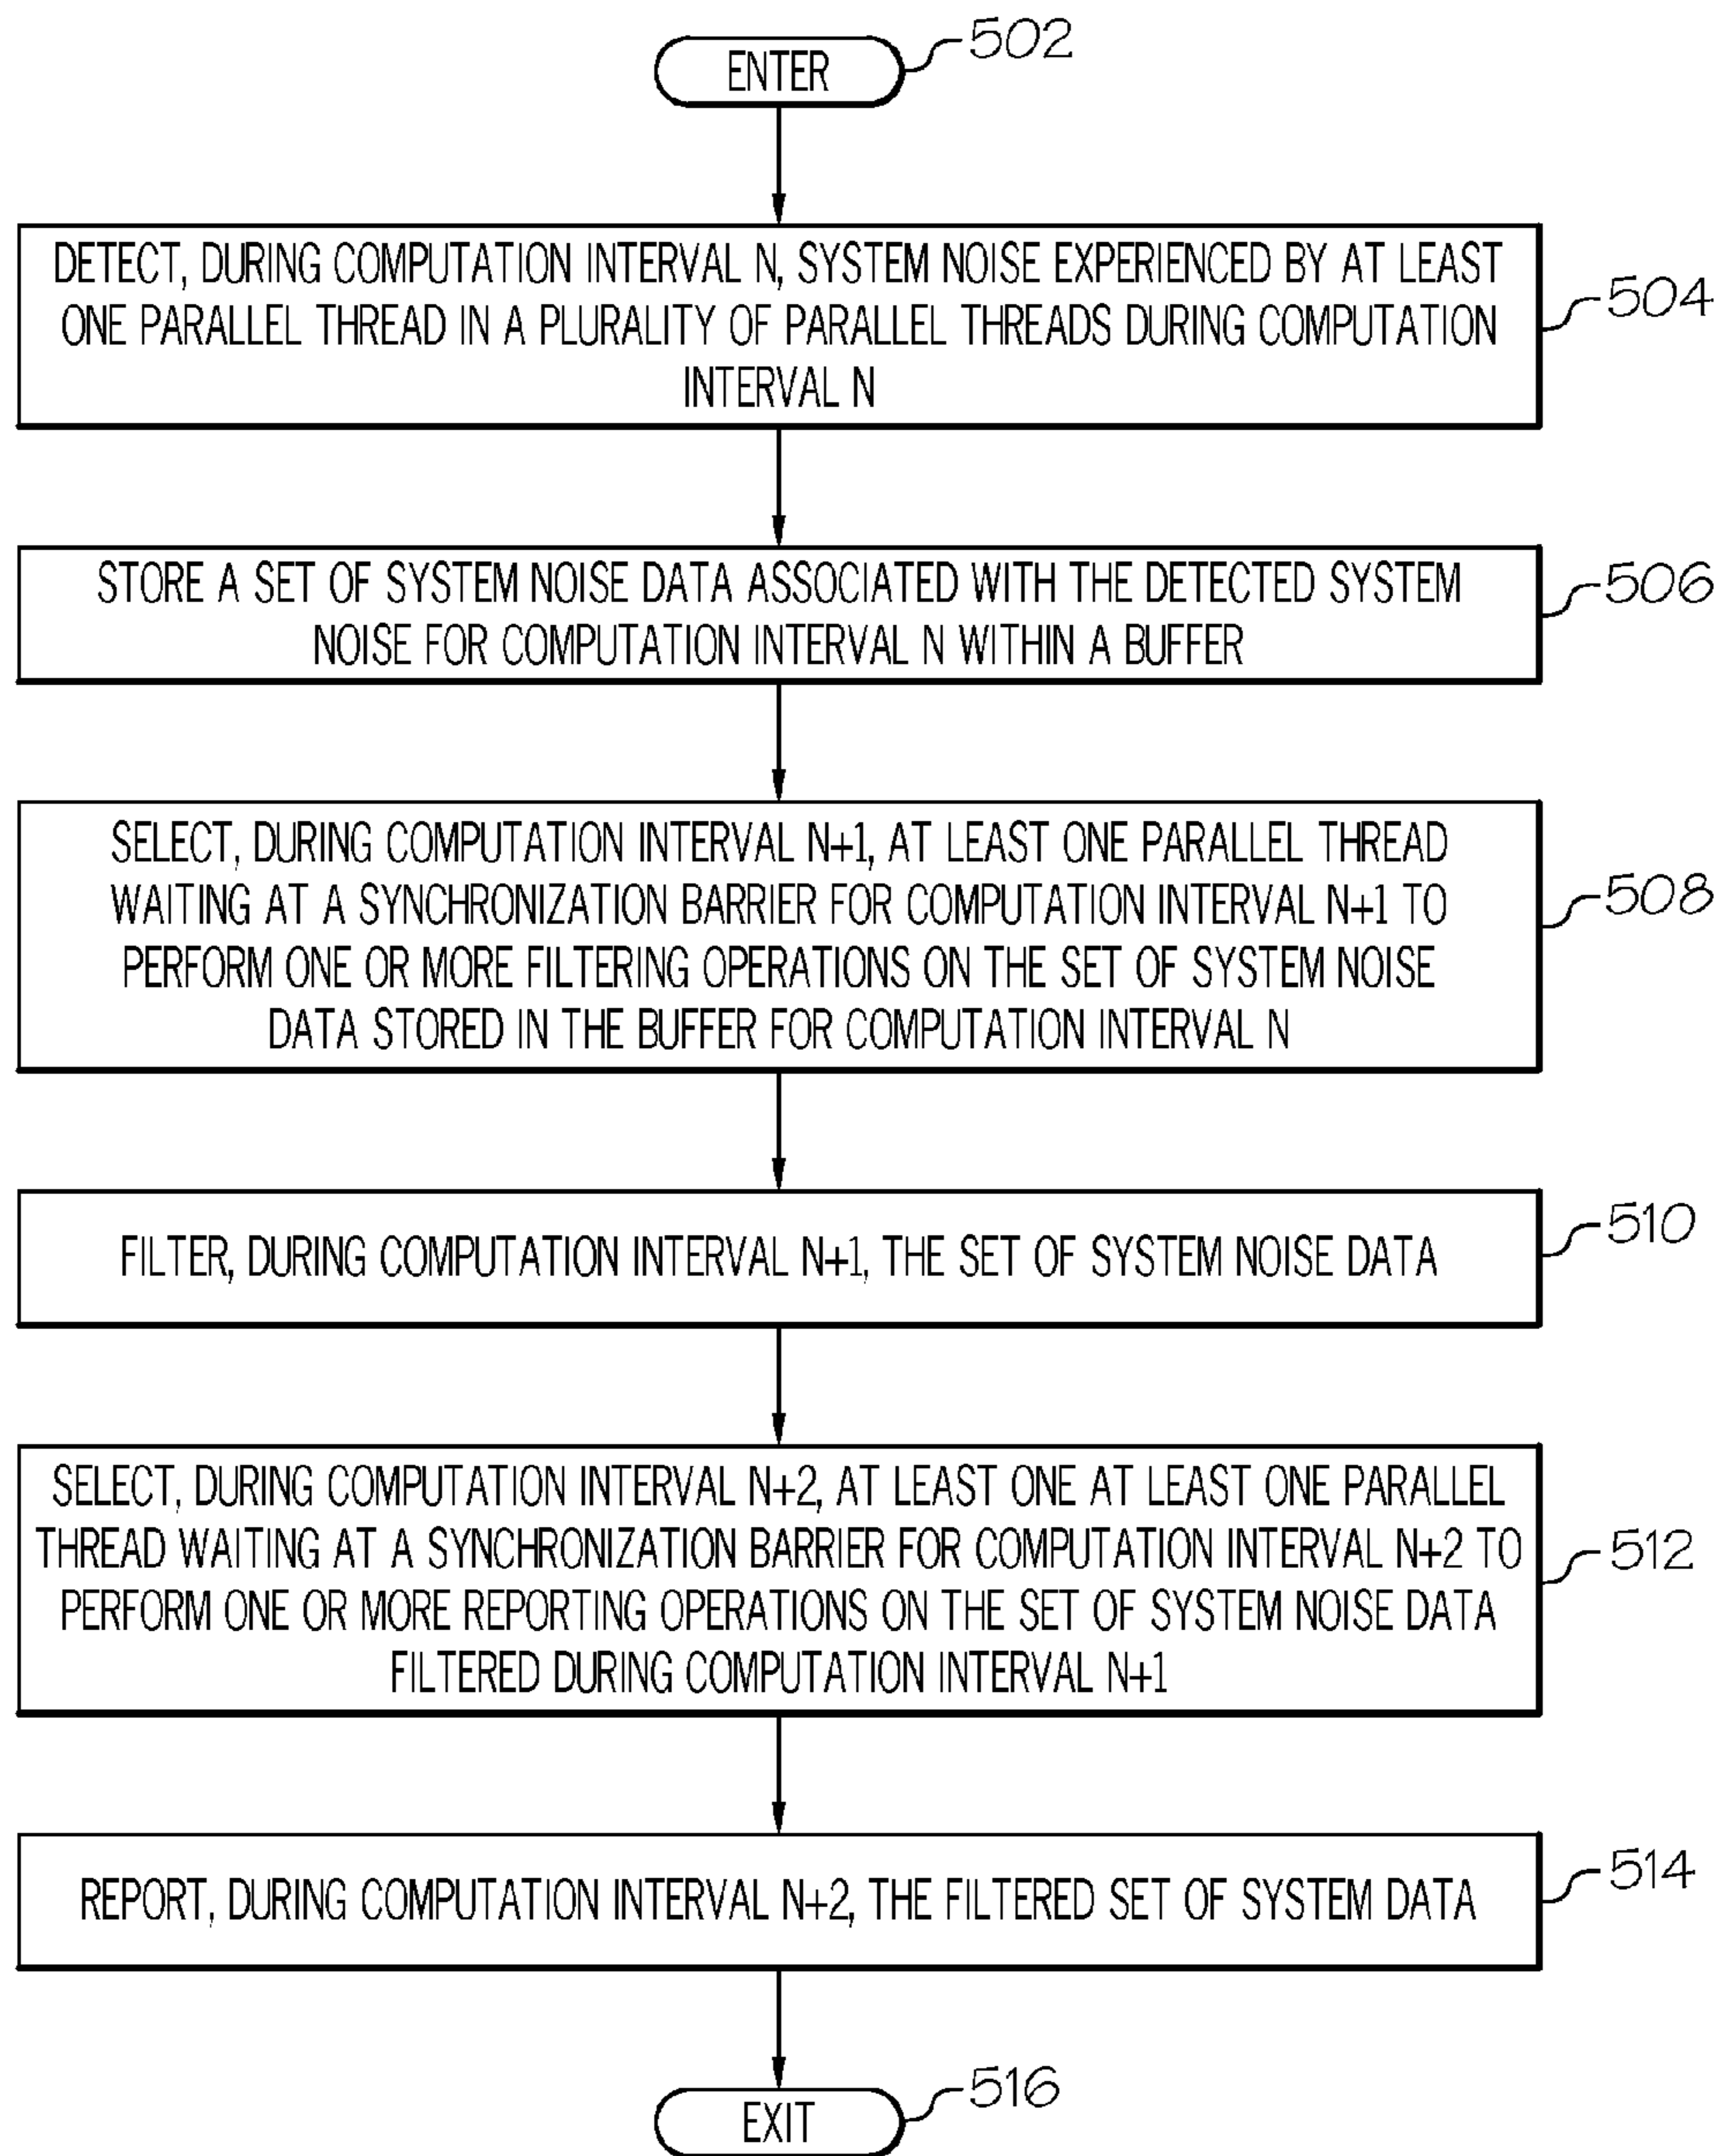 ENTER
502
DETECT, DURING COMPUTATION INTERVAL N, SYSTEM NOISE EXPERIENCED BY AT LEAST
ONE PARALLEL THREAD IN A PLURALITY OF PARALLEL THREADS DURING COMPUTATION
INTERVAL N
504
STORE A SET OF SYSTEM NOISE DATA ASSOCIATED WITH THE DETECTED SYSTEM
NOISE FOR COMPUTATION INTERVAL N WITHIN A BUFFER
506
SELECT, DURING COMPUTATION INTERVAL N+1, AT LEAST ONE PARALLEL THREAD
WAITING AT A SYNCHRONIZATION BARRIER FOR COMPUTATION INTERVAL N+1 TO
PERFORM ONE OR MORE FILTERING OPERATIONS ON THE SET OF SYSTEM NOISE
DATA STORED IN THE BUFFER FOR COMPUTATION INTERVAL N
508
FILTER, DURING COMPUTATION INTERVAL N+1, THE SET OF SYSTEM NOISE DATA
510
SELECT, DURING COMPUTATION INTERVAL N+2, AT LEAST ONE AT LEAST ONE PARALLEL
THREAD WAITING AT A SYNCHRONIZATION BARRIER FOR COMPUTATION INTERVAL N+2 TO
PERFORM ONE OR MORE REPORTING OPERATIONS ON THE SET OF SYSTEM NOISE DATA
FILTERED DURING COMPUTATION INTERVAL N+1
512
REPORT, DURING COMPUTATION INTERVAL N+2, THE FILTERED SET OF SYSTEM DATA
514
EXIT
516